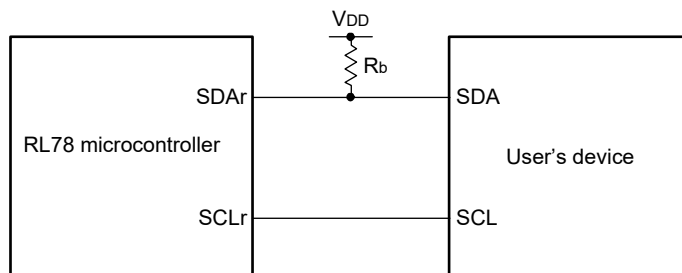 VDD
Rb
SDAr
SDA
RL78 microcontroller
User's device
SCLr
SCL